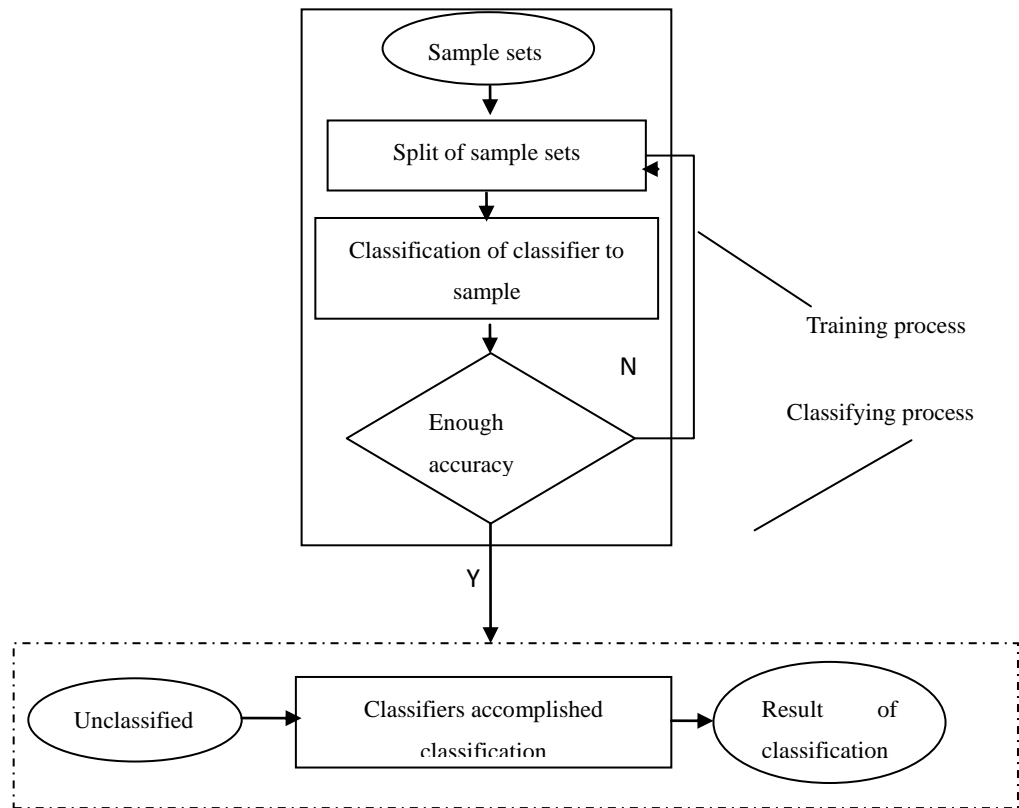 Sample sets
Split of sample sets
Classification of classifier to
sample
Training process
N
Classifying process
Enough
accuracy
Y
Unclassified
Classifiers accomplished
classification
Result of
classification